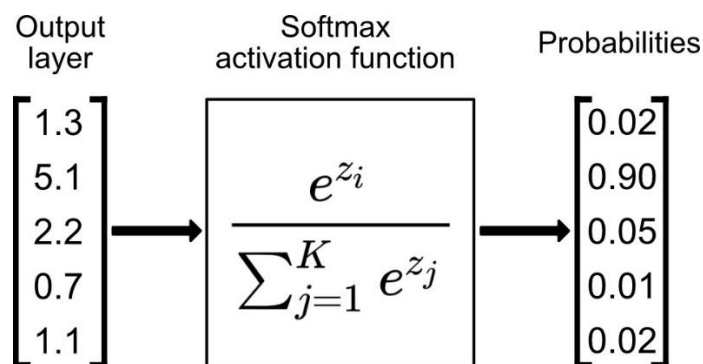 Output
layer
Softmax
activation function
Probabilities
1.3
5.1
2.2
0.7
1.1
e^{z_i}
∑_{j=1}^{K} e^{z_j}
0.02
0.90
0.05
0.01
0.02